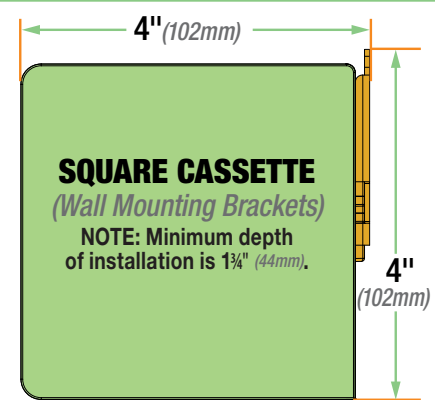 4"(102mm)
SQUARE CASSETTE
(Wall Mounting Brackets)
NOTE: Minimum depth
of installation is 1¾" (44mm).
4"
(102mm)